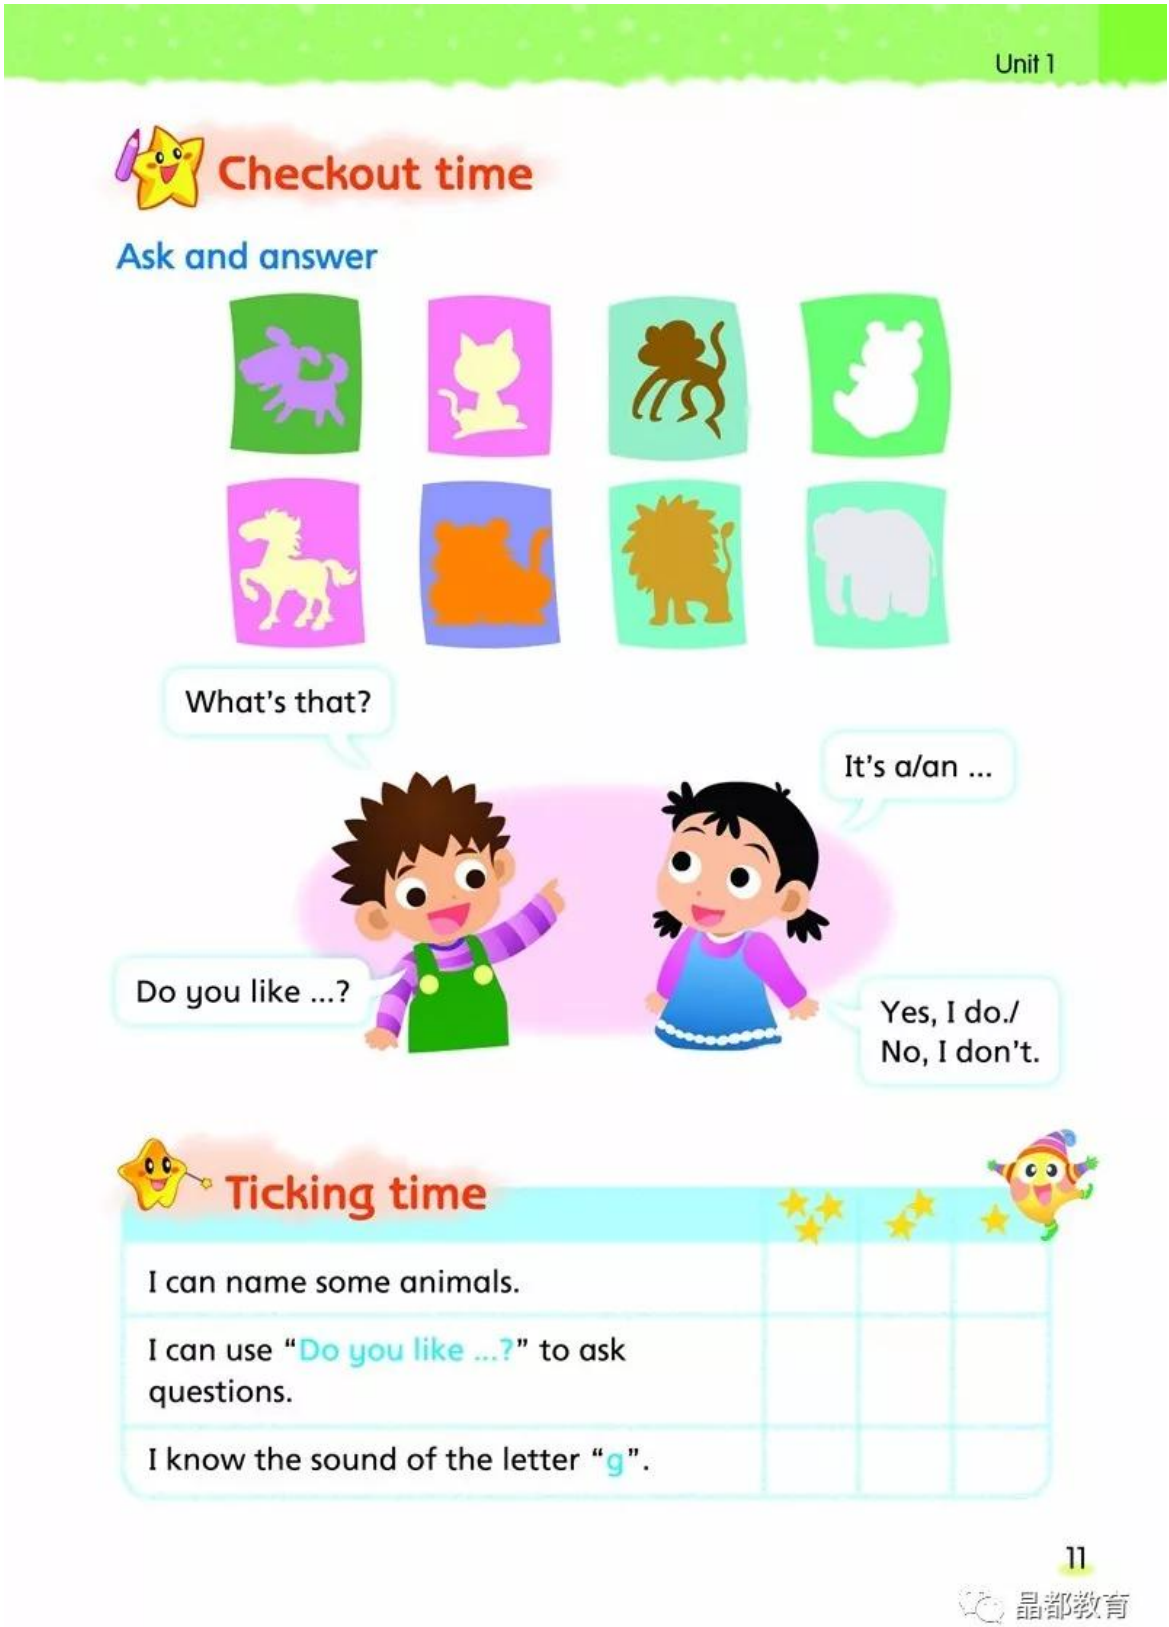 Unit 1
Checkout time
Ask and answer
What's that?
It's a/an ...
Do you like ...?
Yes, I do./
No, I don't.
Ticking time
I can name some animals.
I can use “Do you like ...?” to ask
questions.
I know the sound of the letter “g”.
11
晶都教育